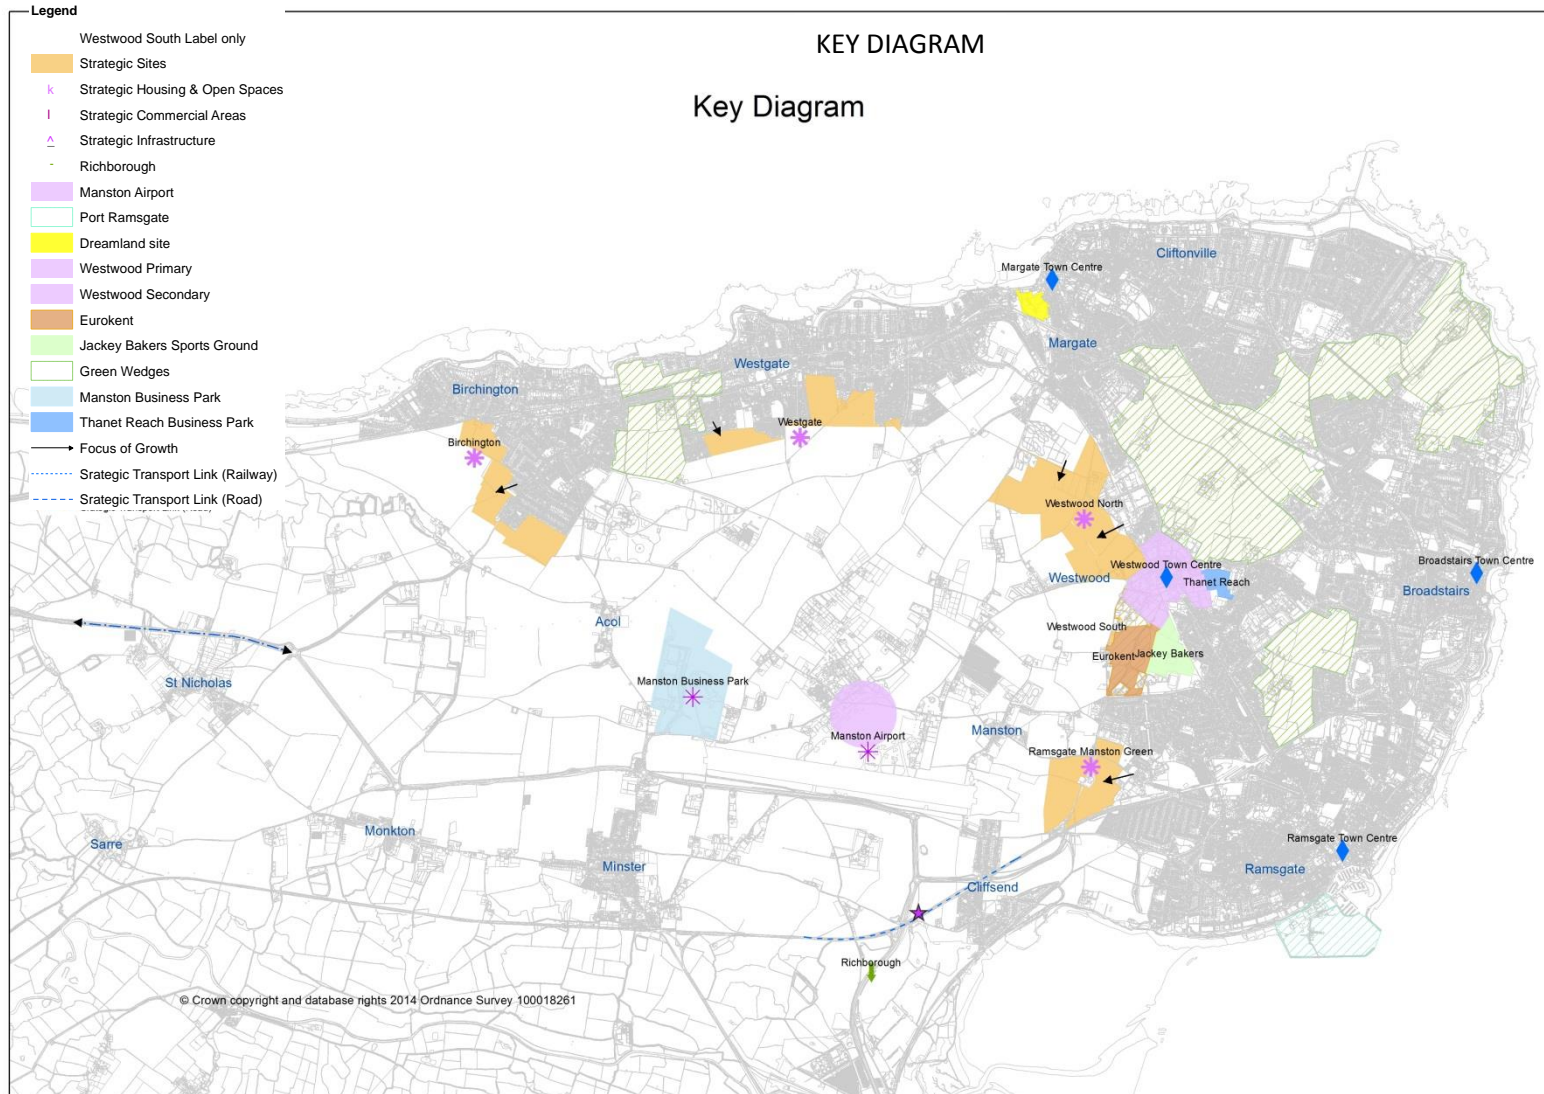 Legend
Westwood South Label only
Strategic Sites
k Strategic Housing & Open Spaces
l Strategic Commercial Areas
^ Strategic Infrastructure
- Richborough
Manston Airport
Port Ramsgate
Dreamland site
Westwood Primary
Westwood Secondary
Eurokent
Jackey Bakers Sports Ground
Green Wedges
Manston Business Park
Thanet Reach Business Park
Focus of Growth
Srategic Transport Link (Railway)
Srategic Transport Link (Road)
KEY DIAGRAM
Key Diagram
Cliftonville
Margate Town Centre
Margate
Westgate
Birchington
Westgate
Birchington
Westwood North
Broadstairs Town Centre
Westwood Town Centre
Westwood
Thanet Reach
Broadstairs
Acol
Westwood South
Eurokent
Jackey Bakers
St Nicholas
Manston Business Park
Manston Airport
Manston
Ramsgate Manston Green
Monkton
Sarre
Ramsgate Town Centre
Minster
Ramsgate
Cliffsend
Richborough
© Crown copyright and database rights 2014 Ordnance Survey 100018261